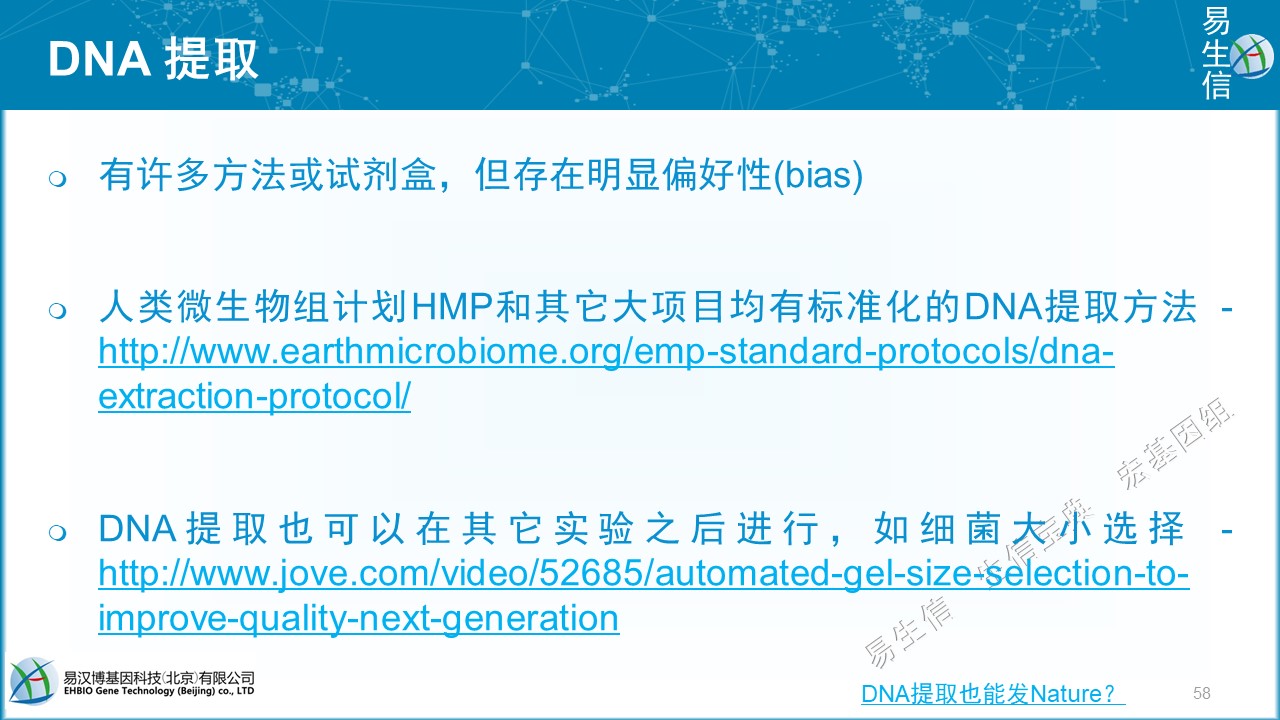 DNA 提取
易生信
有许多方法或试剂盒，但存在明显偏好性(bias)
人类微生物组计划HMP和其它大项目均有标准化的DNA提取方法 -
http://www.earthmicrobiome.org/emp-standard-protocols/dna-
extraction-protocol/
DNA提取也可以在其它实验之后进行，如细菌大小选择 -
http://www.jove.com/video/52685/automated-gel-size-selection-to-
improve-quality-next-generation
易生信 生信宝典 宏基因组
易汉博基因科技(北京)有限公司
EHBIO Gene Technology (Beijing) co., LTD
DNA提取也能发Nature？
58